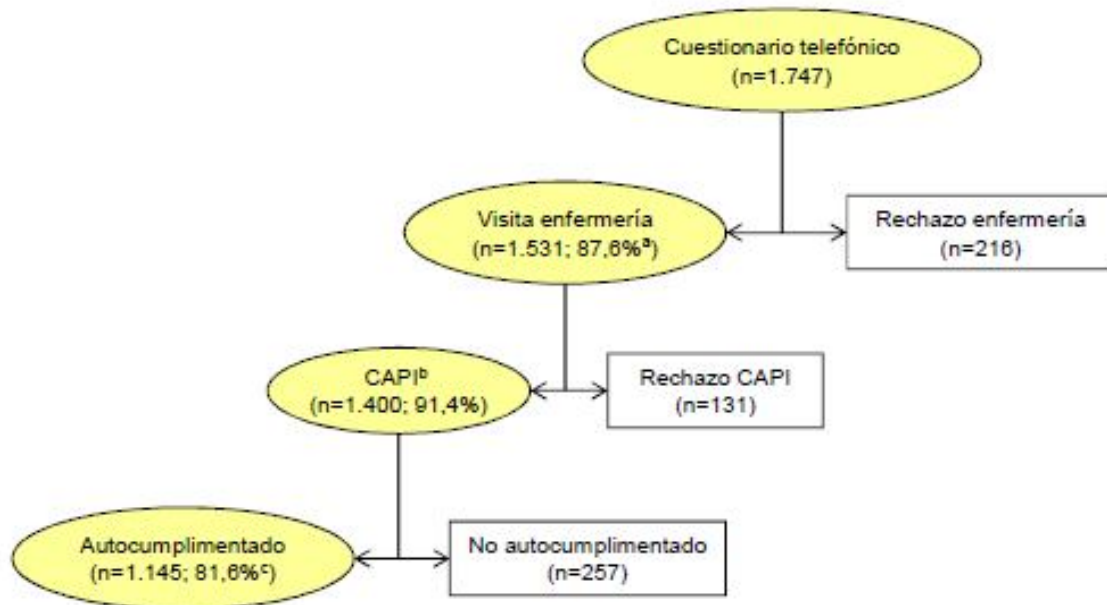 Cuestionario telefónico
(n=1.747)
Visita enfermería
(n=1.531; 87,6%ª)
Rechazo enfermería
(n=216)
CAPIᵇ
(n=1.400; 91,4%)
Rechazo CAPI
(n=131)
Autocumplimentado
(n=1.145; 81,6%ᶜ)
No autocumplimentado
(n=257)